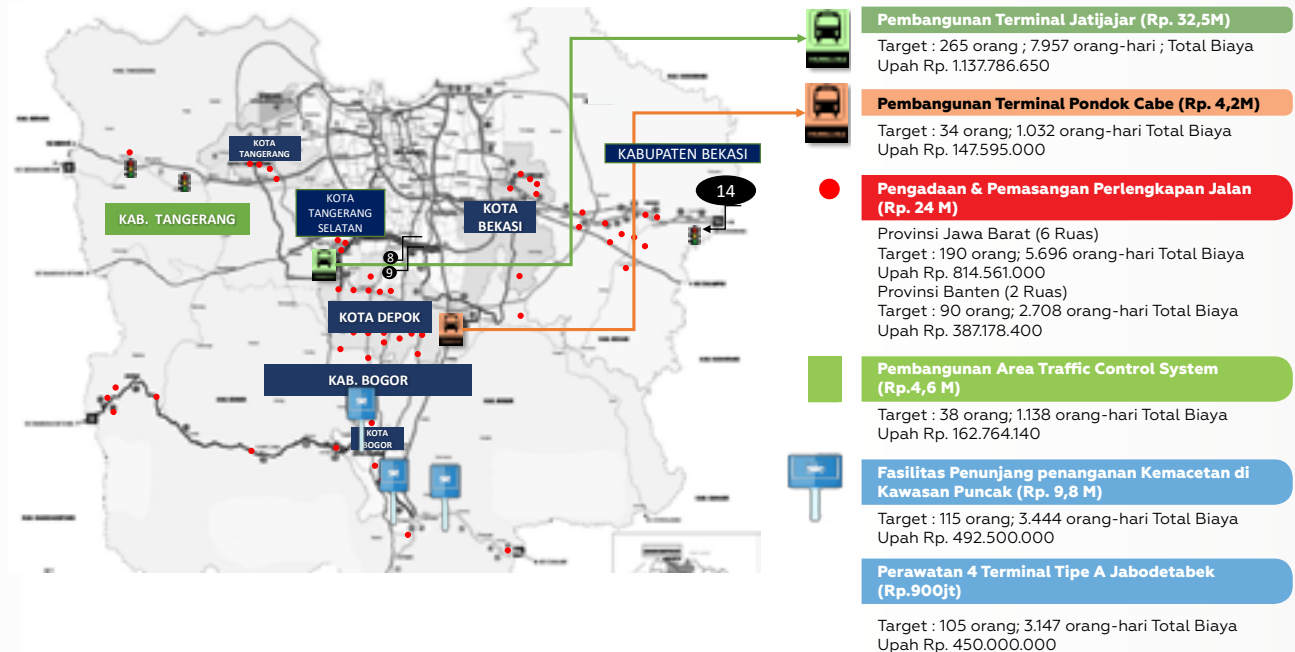 KOTA
TANGERANG
KAB. TANGERANG
KOTA
TANGERANG
SELATAN
KOTA
BEKASI
KABUPATEN BEKASI
14
8
9
KOTA DEPOK
KAB. BOGOR
KOTA
BOGOR
Pembangunan Terminal Jatijajar (Rp. 32,5M)
Target : 265 orang ; 7.957 orang-hari ; Total Biaya
Upah Rp. 1.137.786.650
Pembangunan Terminal Pondok Cabe (Rp. 4,2M)
Target : 34 orang; 1.032 orang-hari Total Biaya
Upah Rp. 147.595.000
Pengadaan & Pemasangan Perlengkapan Jalan
(Rp. 24 M)
Provinsi Jawa Barat (6 Ruas)
Target : 190 orang; 5.696 orang-hari Total Biaya
Upah Rp. 814.561.000
Provinsi Banten (2 Ruas)
Target : 90 orang; 2.708 orang-hari Total Biaya
Upah Rp. 387.178.400
Pembangunan Area Traffic Control System
(Rp.4,6 M)
Target : 38 orang; 1.138 orang-hari Total Biaya
Upah Rp. 162.764.140
Fasilitas Penunjang penanganan Kemacetan di
Kawasan Puncak (Rp. 9,8 M)
Target : 115 orang; 3.444 orang-hari Total Biaya
Upah Rp. 492.500.000
Perawatan 4 Terminal Tipe A Jabodetabek
(Rp.900jt)
Target : 105 orang; 3.147 orang-hari Total Biaya
Upah Rp. 450.000.000